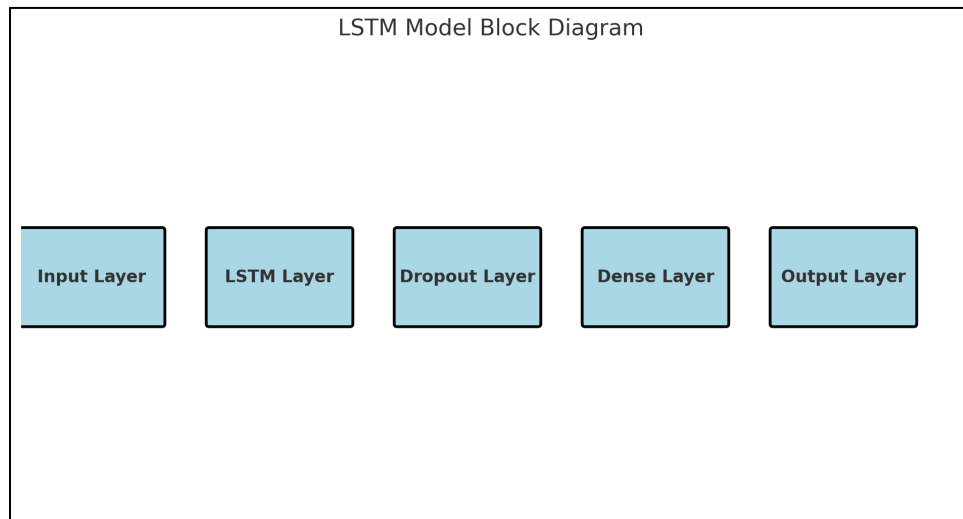 LSTM Model Block Diagram
Input Layer
LSTM Layer
Dropout Layer
Dense Layer
Output Layer